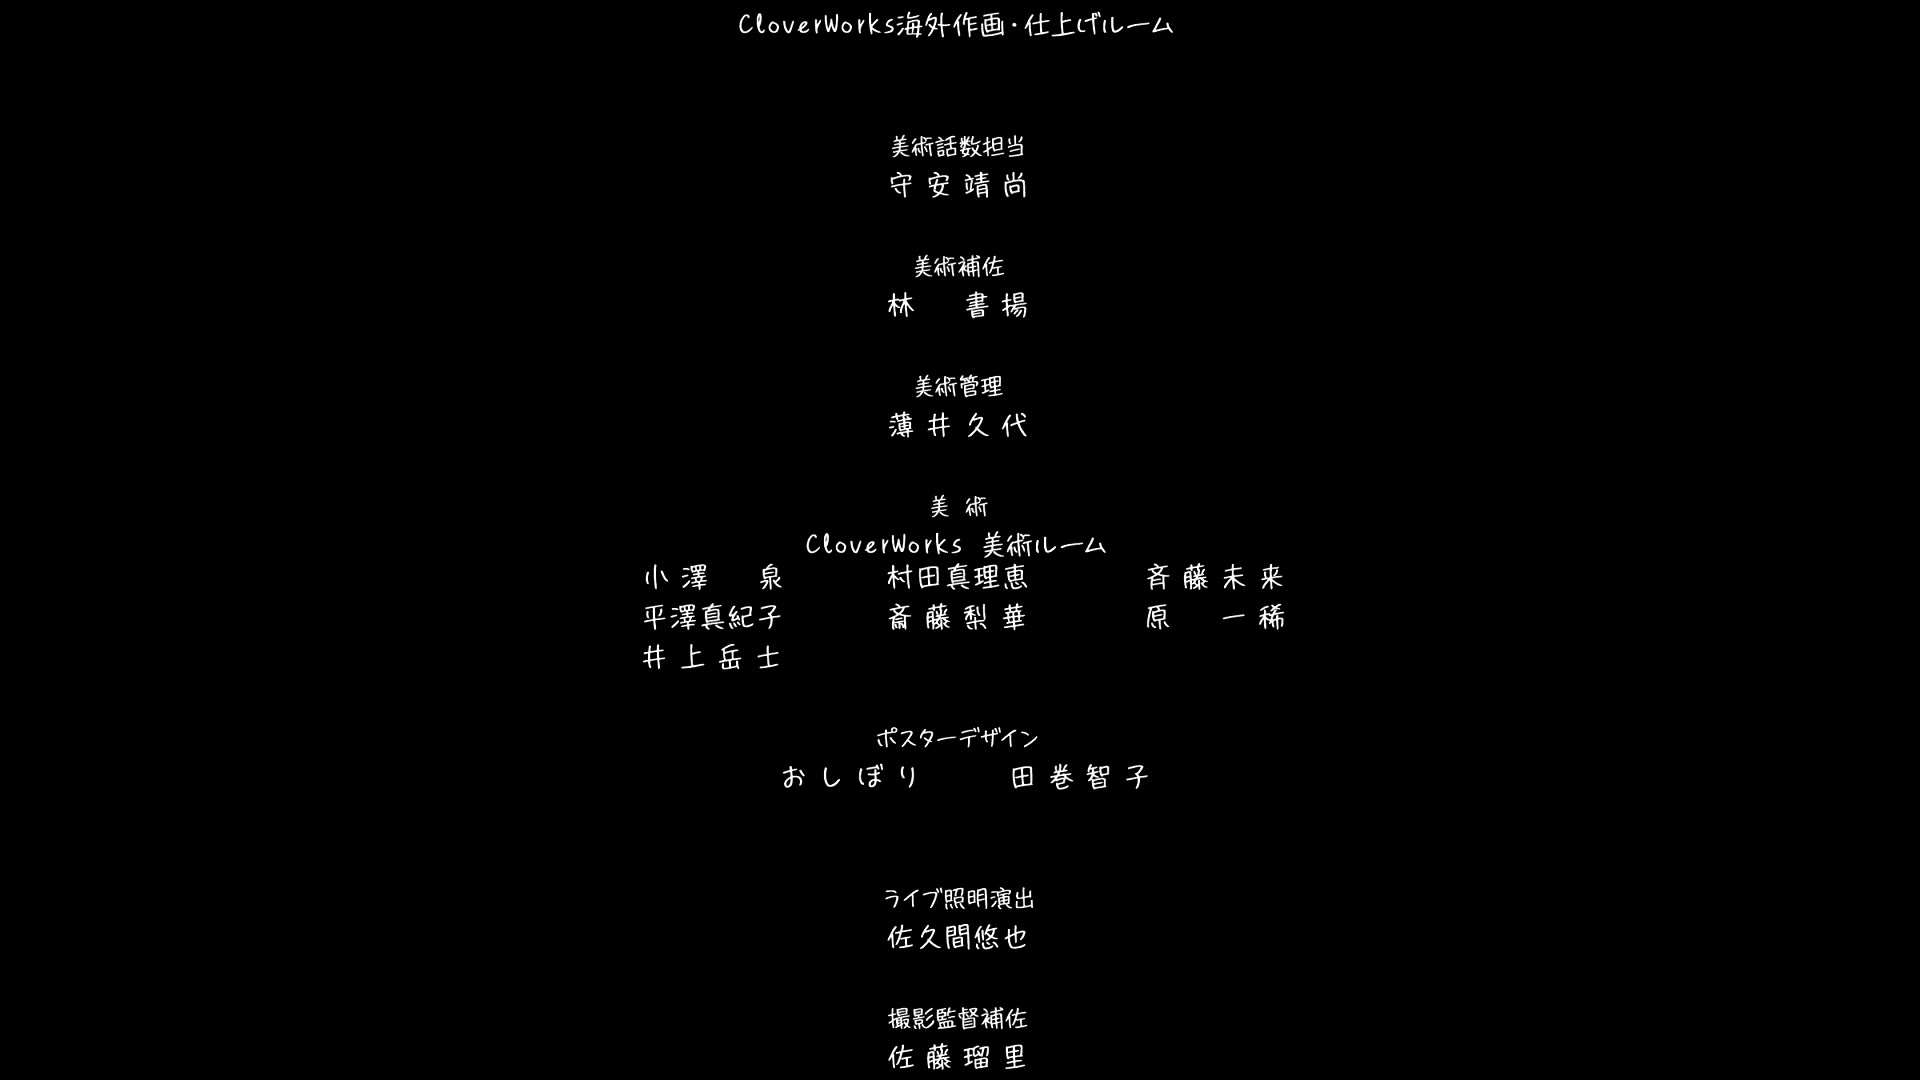 CloverWorks海外作画・仕上げルーム
美術話数担当
守安靖尚
美術補佐
林 書揚
美術管理
薄井久代
美術
CloverWorks 美術ルーム
小澤 泉 村田真理恵 斉藤未来
平澤真紀子 斎藤梨華 原 一稀
井上岳士
ポスターデザイン
おしぼり 田巻智子
ライブ照明演出
佐久間悠也
撮影監督補佐
佐藤瑠里